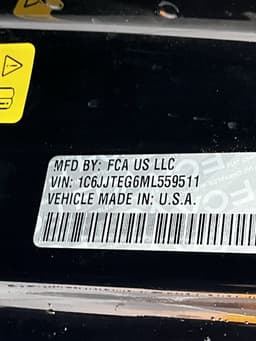 MFD BY: FCA US LLC
VIN: 1C6JJTEG6ML559511
VEHICLE MADE IN: U.S.A.